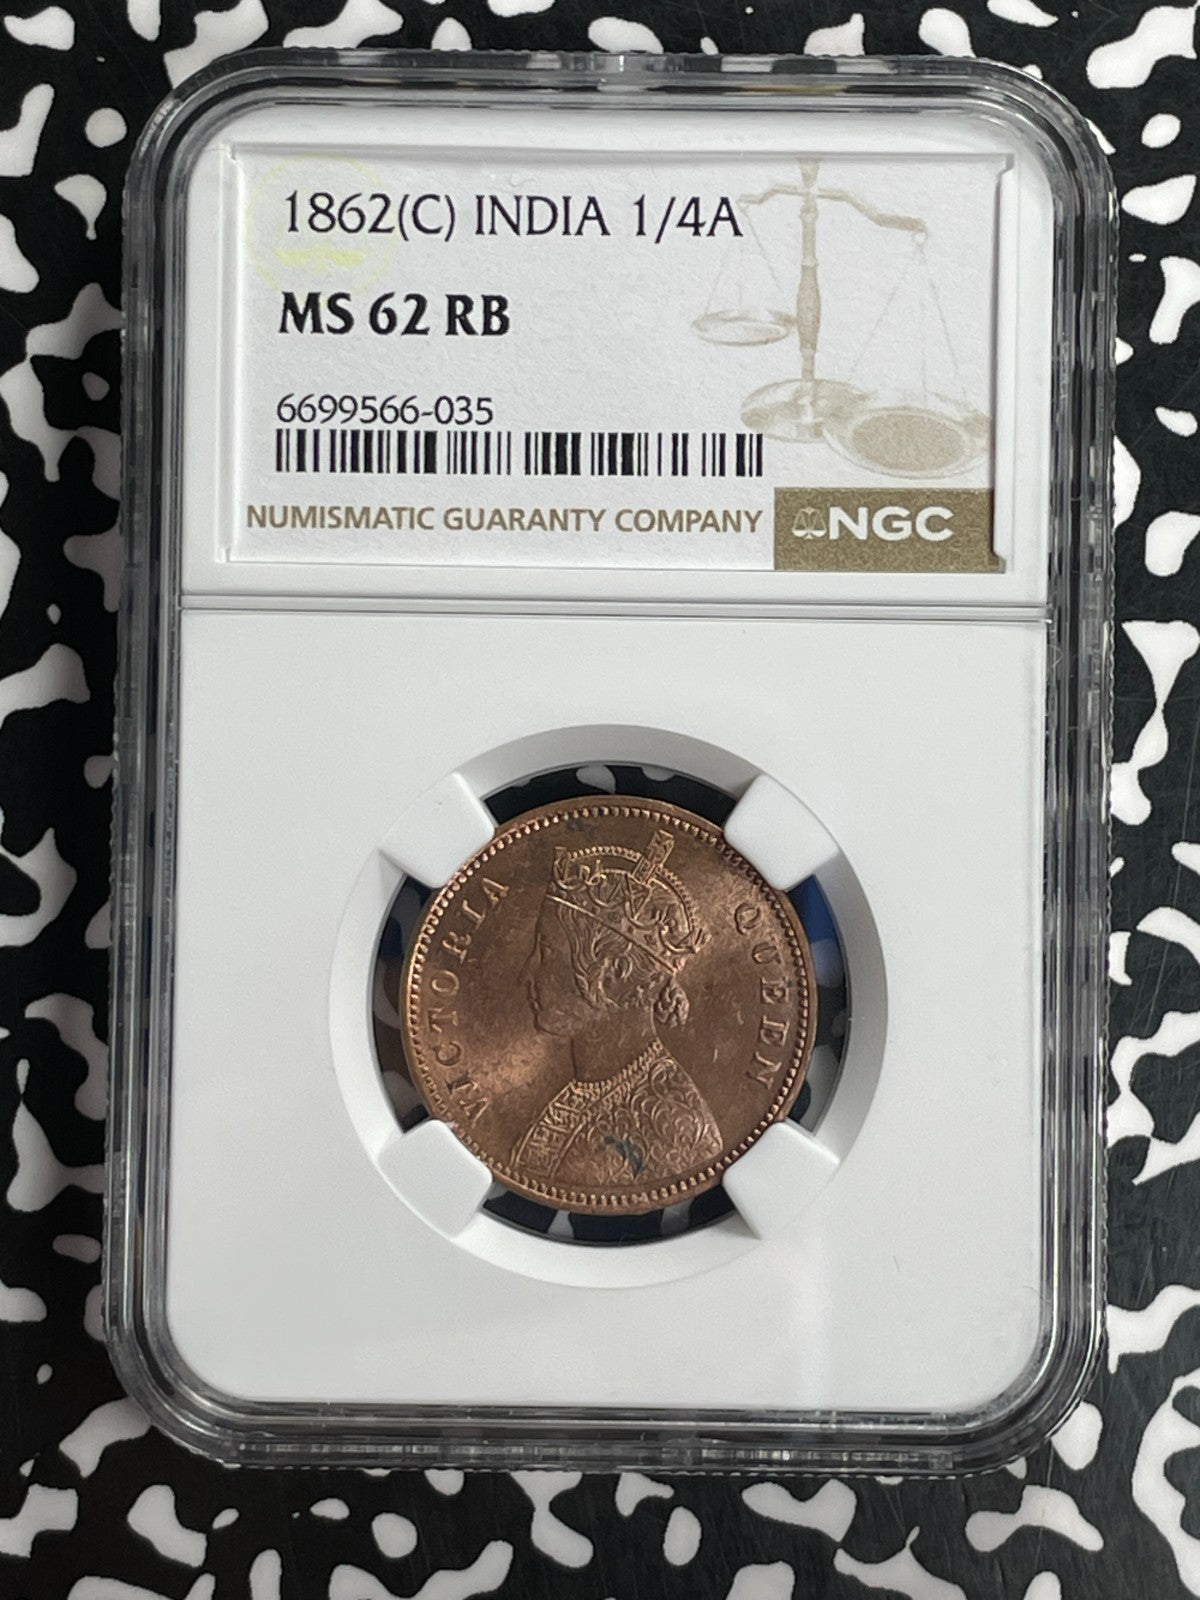 1862(C) INDIA 1/4A
MS 62 RB
6699566-035
NUMISMATIC GUARANTY COMPANY
NGC
VICTORIA QUEEN